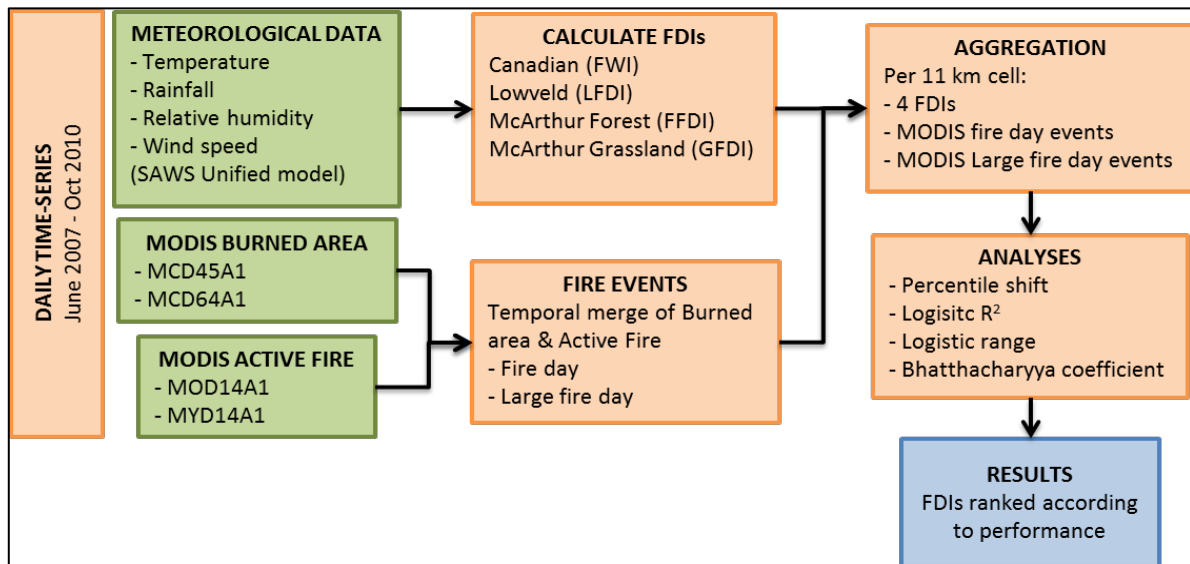 DAILY TIME-SERIES
June 2007 - Oct 2010
METEOROLOGICAL DATA
- Temperature
- Rainfall
- Relative humidity
- Wind speed
(SAWS Unified model)
MODIS BURNED AREA
- MCD45A1
- MCD64A1
MODIS ACTIVE FIRE
- MOD14A1
- MYD14A1
CALCULATE FDIs
Canadian (FWI)
Lowveld (LFDI)
McArthur Forest (FFDI)
McArthur Grassland (GFDI)
FIRE EVENTS
Temporal merge of Burned
area & Active Fire
- Fire day
- Large fire day
AGGREGATION
Per 11 km cell:
- 4 FDIs
- MODIS fire day events
- MODIS Large fire day events
ANALYSES
- Percentile shift
- Logisitc R²
- Logistic range
- Bhatthacharyya coefficient
RESULTS
FDIs ranked according
to performance